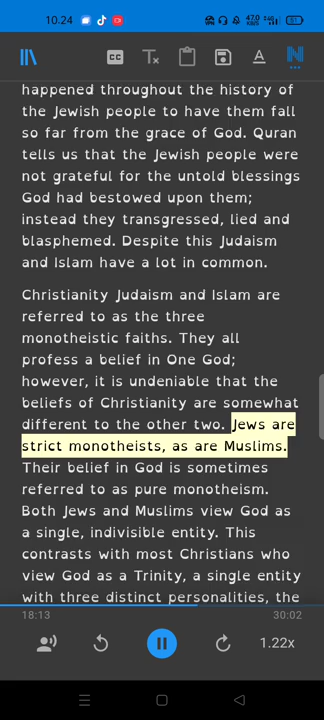 10.24
CC
happened throughout the history of
the Jewish people to have them fall
so far from the grace of God. Quran
tells us that the Jewish people were
not grateful for the untold blessings
God had bestowed upon them;
instead they transgressed, lied and
blasphemed. Despite this Judaism
and Islam have a lot in common.
Christianity Judaism and Islam are
referred to as the three
monotheistic faiths. They all
profess a belief in One God;
however, it is undeniable that the
beliefs of Christianity are somewhat
different to the other two. Jews are
strict monotheists, as are Muslims.
Their belief in God is sometimes
referred to as pure monotheism.
Both Jews and Muslims view God as
a single, indivisible entity. This
contrasts with most Christians who
view God as a Trinity, a single entity
with three distinct personalities, the
18:13
30:02
1.22x